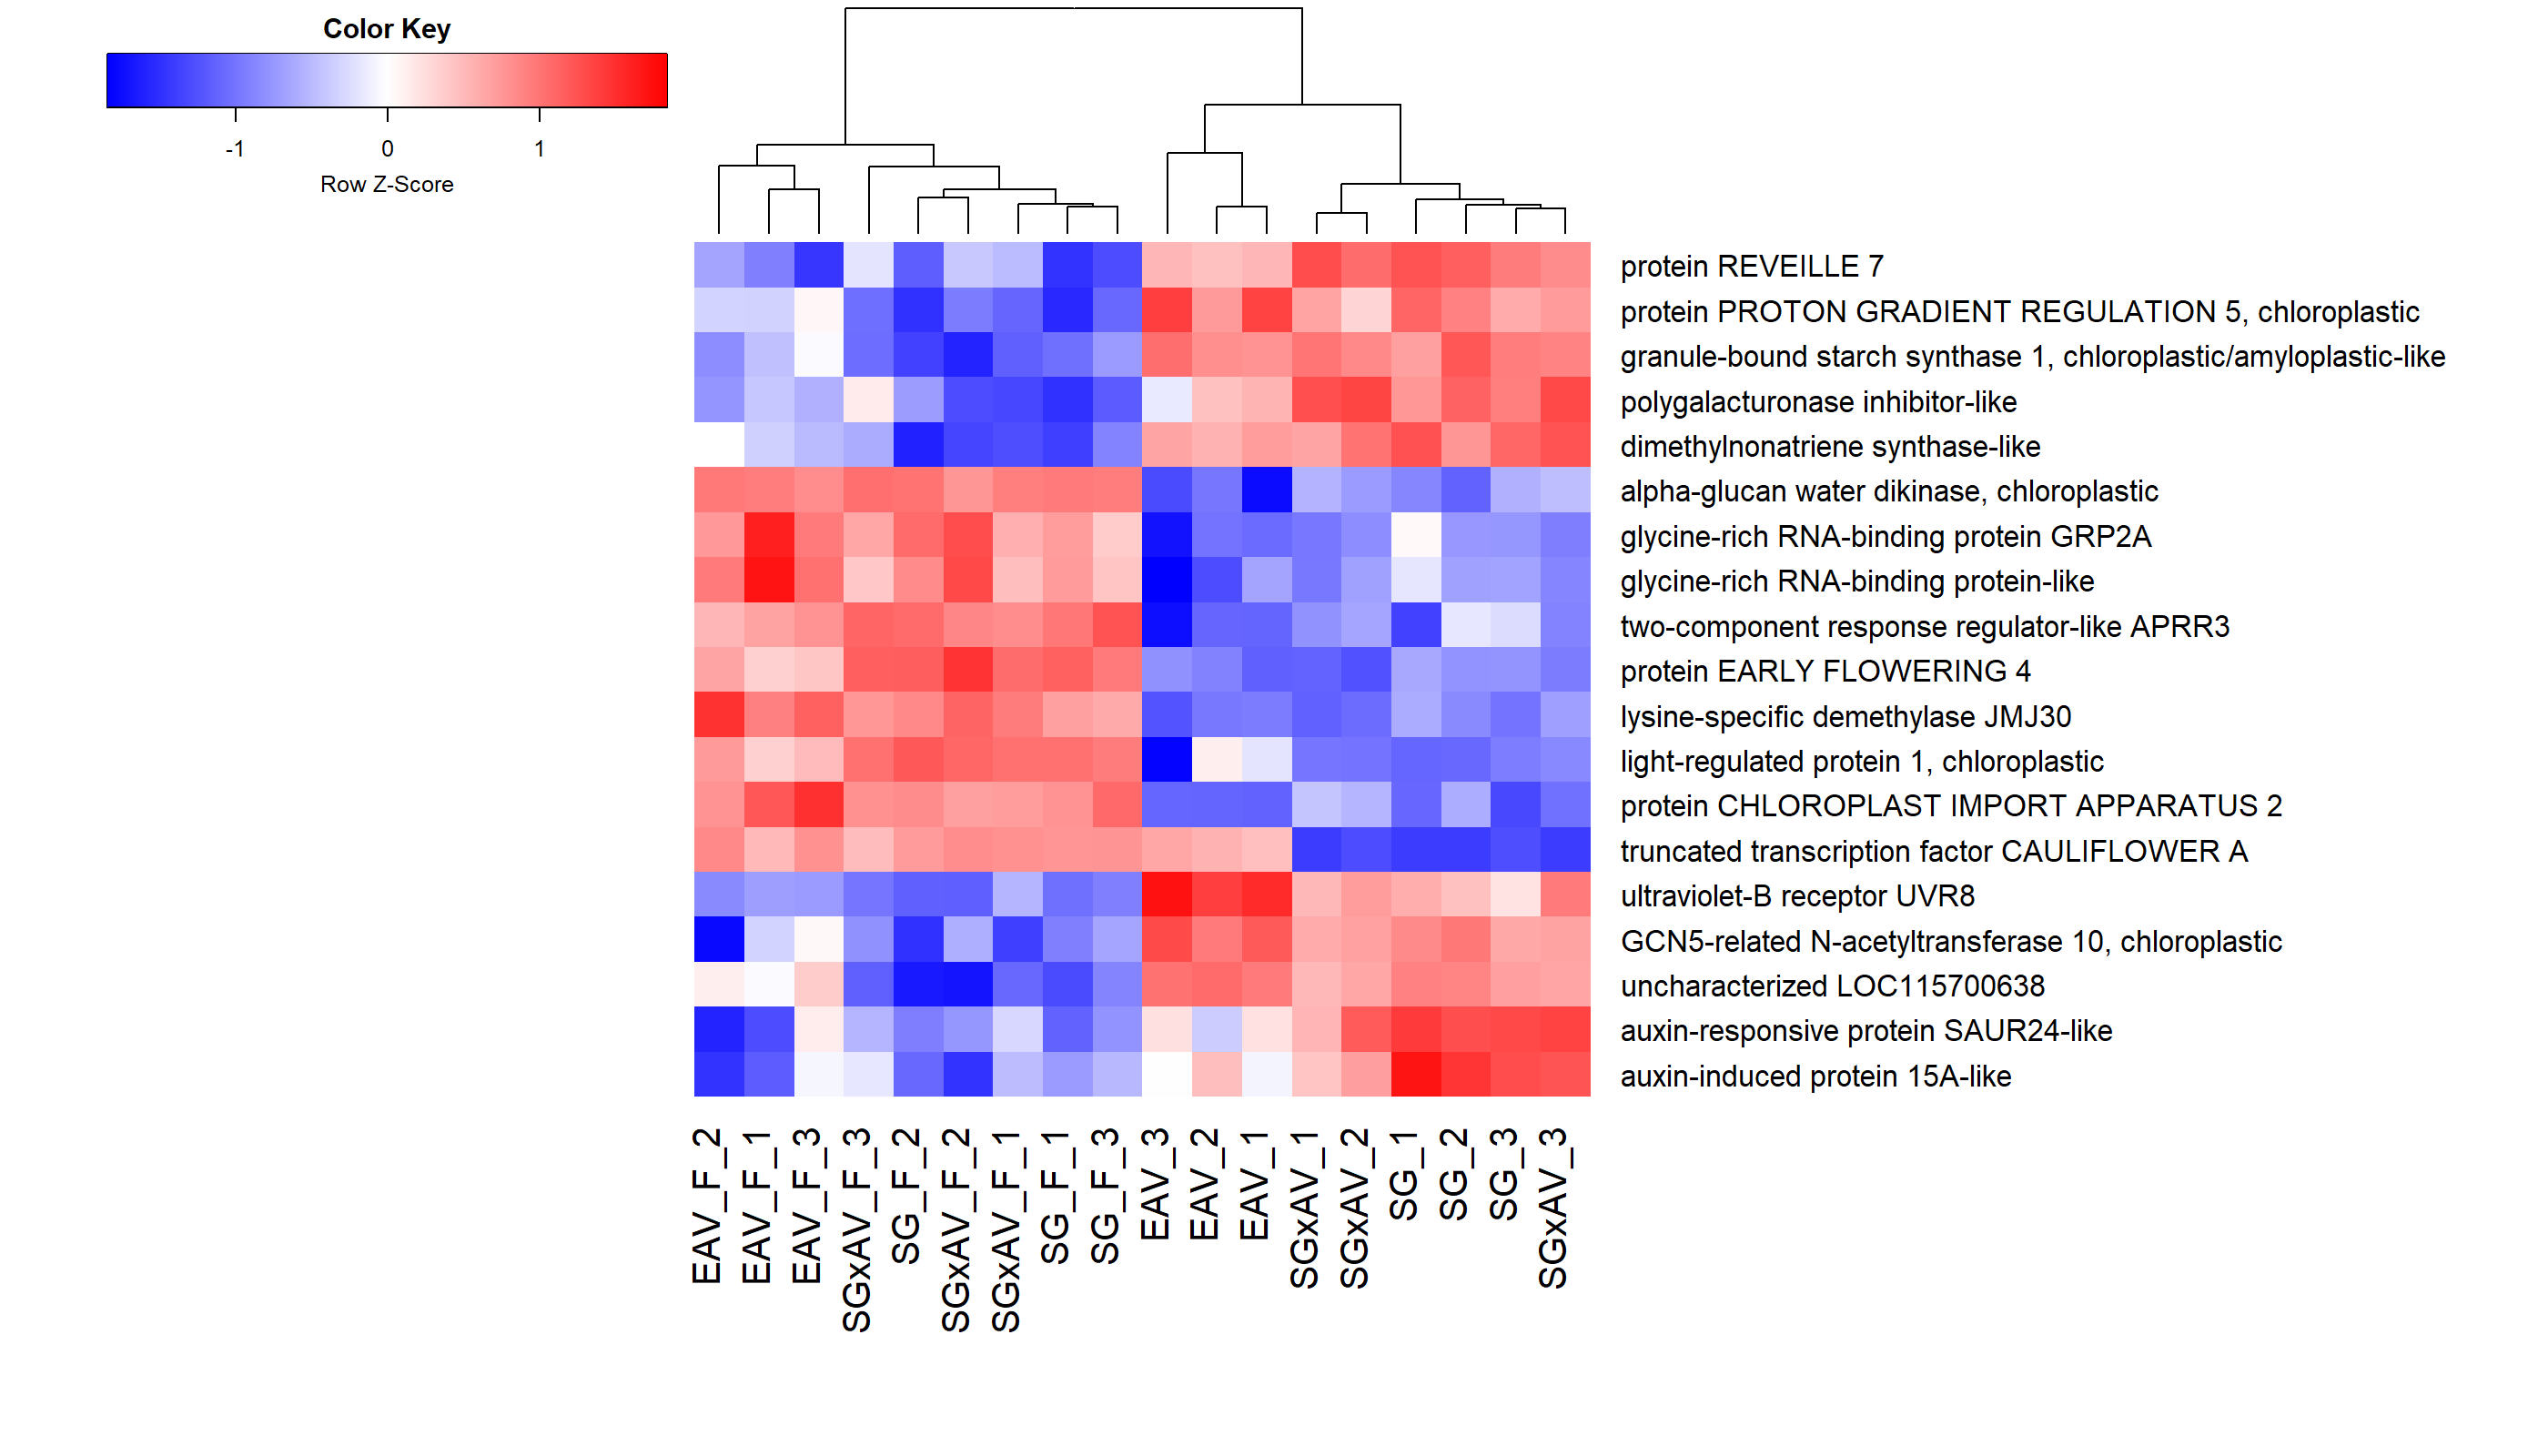 Color Key
-1 0 1
Row Z-Score
protein REVEILLE 7
protein PROTON GRADIENT REGULATION 5, chloroplastic
granule-bound starch synthase 1, chloroplastic/amyloplastic-like
polygalacturonase inhibitor-like
dimethylnonatriene synthase-like
alpha-glucan water dikinase, chloroplastic
glycine-rich RNA-binding protein GRP2A
glycine-rich RNA-binding protein-like
two-component response regulator-like APRR3
protein EARLY FLOWERING 4
lysine-specific demethylase JMJ30
light-regulated protein 1, chloroplastic
protein CHLOROPLAST IMPORT APPARATUS 2
truncated transcription factor CAULIFLOWER A
ultraviolet-B receptor UVR8
GCN5-related N-acetyltransferase 10, chloroplastic
uncharacterized LOC115700638
auxin-responsive protein SAUR24-like
auxin-induced protein 15A-like
EAV_F_2
EAV_F_1
EAV_F_3
SGxAV_F_3
SG_F_2
SGxAV_F_2
SGxAV_F_1
SG_F_1
SG_F_3
EAV_3
EAV_2
EAV_1
SGxAV_1
SGxAV_2
SG_1
SG_2
SG_3
SGxAV_3